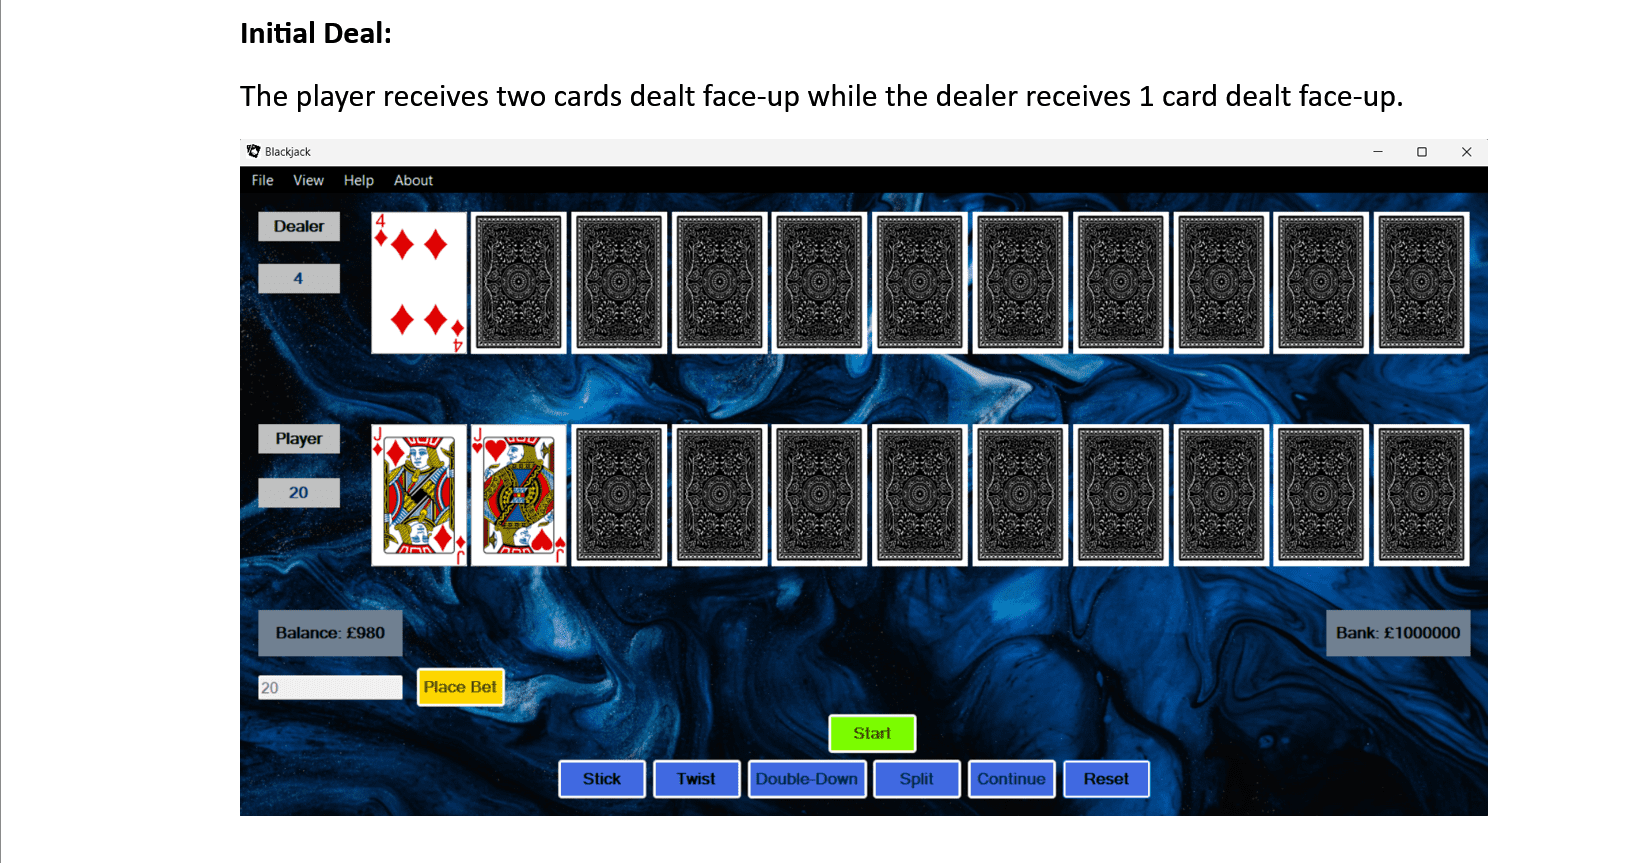 Initial Deal:
The player receives two cards dealt face-up while the dealer receives 1 card dealt face-up.
Blackjack
File View Help About
Dealer
4
4
4
Player
20
J
J
J
J
Balance: £980
Bank: £1000000
20
Place Bet
Start
Stick Twist Double-Down Split Continue Reset